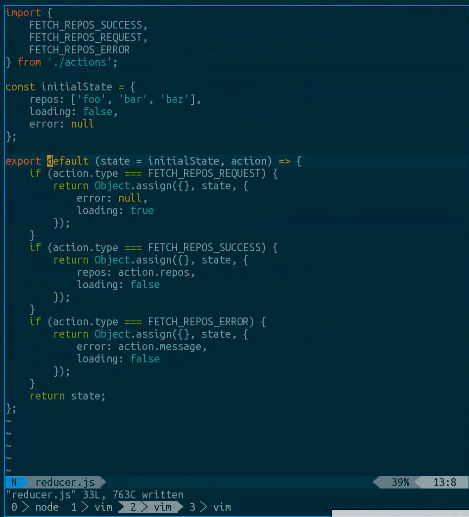 import {
    FETCH_REPOS_SUCCESS,
    FETCH_REPOS_REQUEST,
    FETCH_REPOS_ERROR
} from './actions';

const initialState = {
    repos: ['foo', 'bar', 'baz'],
    loading: false,
    error: null
};

export default (state = initialState, action) => {
    if (action.type === FETCH_REPOS_REQUEST) {
        return Object.assign({}, state, {
            error: null,
            loading: true
        });
    }
    if (action.type === FETCH_REPOS_SUCCESS) {
        return Object.assign({}, state, {
            repos: action.repos,
            loading: false
        });
    }
    if (action.type === FETCH_REPOS_ERROR) {
        return Object.assign({}, state, {
            error: action.message,
            loading: false
        });
    }
    return state;
};
~
~
~
~
~
N reducer.js 39% 13:8
"reducer.js" 33L, 763C written
0 > node 1 > vim 2 > vim 3 > vim